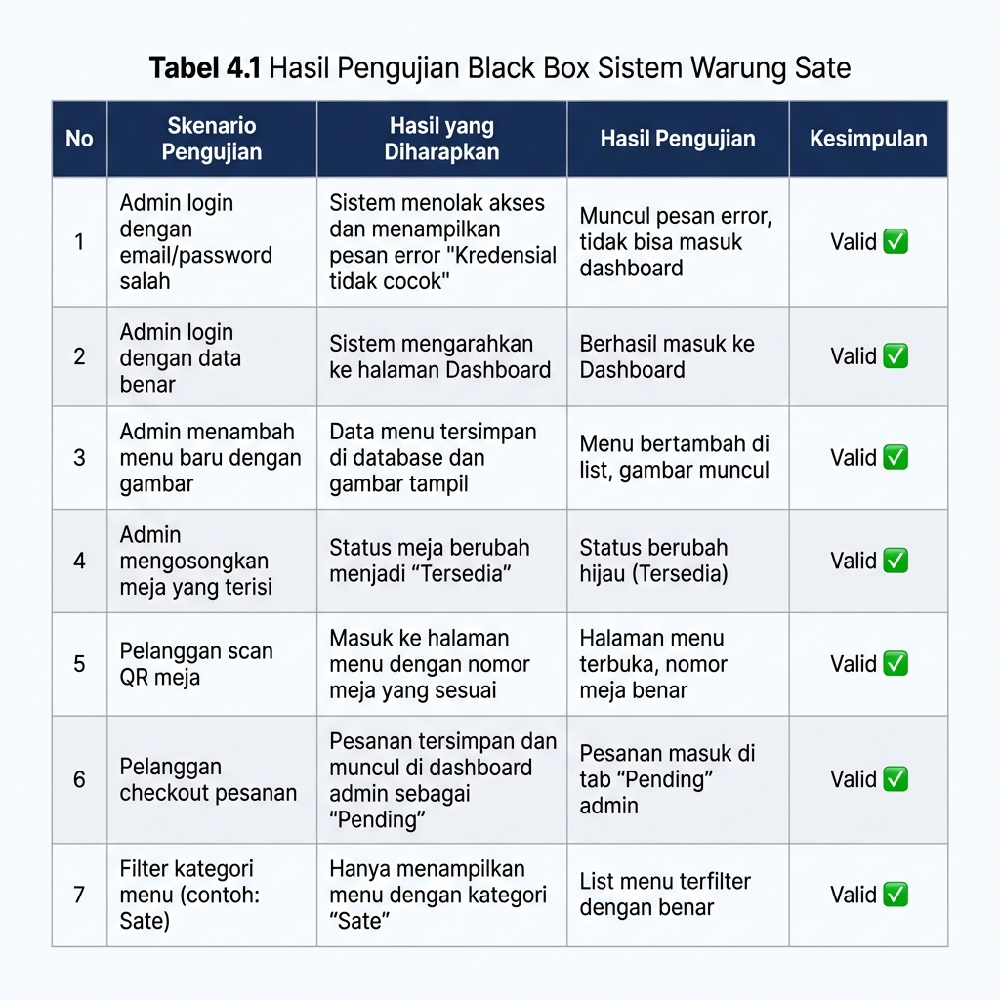 Tabel 4.1 Hasil Pengujian Black Box Sistem Warung Sate
No
Skenario
Pengujian
Hasil yang
Diharapkan
Hasil Pengujian
Kesimpulan
1
Admin login
dengan
email/password
salah
Sistem menolak akses
dan menampilkan
pesan error "Kredensial
tidak cocok"
Muncul pesan error,
tidak bisa masuk
dashboard
Valid ✅
2
Admin login
dengan data
benar
Sistem mengarahkan
ke halaman Dashboard
Berhasil masuk ke
Dashboard
Valid ✅
3
Admin menambah
menu baru dengan
gambar
Data menu tersimpan
di database dan
gambar tampil
Menu bertambah di
list, gambar muncul
Valid ✅
4
Admin
mengosongkan
meja yang terisi
Status meja berubah
menjadi “Tersedia”
Status berubah
hijau (Tersedia)
Valid ✅
5
Pelanggan scan
QR meja
Masuk ke halaman
menu dengan nomor
meja yang sesuai
Halaman menu
terbuka, nomor
meja benar
Valid ✅
6
Pelanggan
checkout pesanan
Pesanan tersimpan dan
muncul di dashboard
admin sebagai
“Pending”
Pesanan masuk di
tab “Pending”
admin
Valid ✅
7
Filter kategori
menu (contoh:
Sate)
Hanya menampilkan
menu dengan kategori
“Sate”
List menu terfilter
dengan benar
Valid ✅